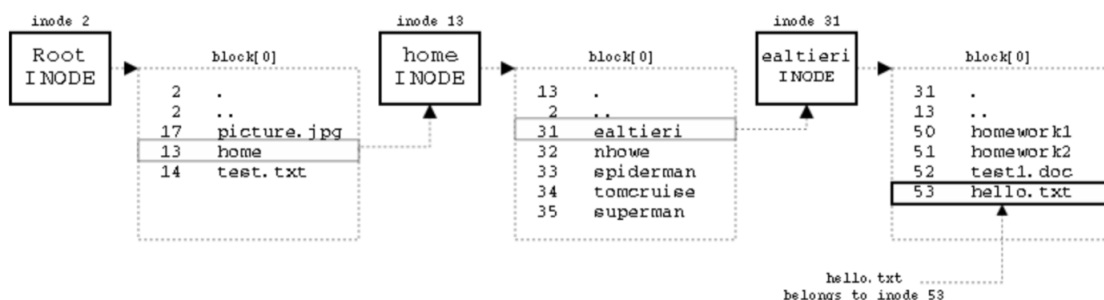 inode 2
Root
INODE
block[0]
2 .
2 ..
17 picture.jpg
13 home
14 test.txt
inode 13
home
INODE
block[0]
13 .
2 ..
31 ealtieri
32 nhowe
33 spiderman
34 tomcruise
35 superman
inode 31
ealtieri
INODE
block[0]
31 .
13 ..
50 homework1
51 homework2
52 test1.doc
53 hello.txt
hello.txt
belongs to inode 53